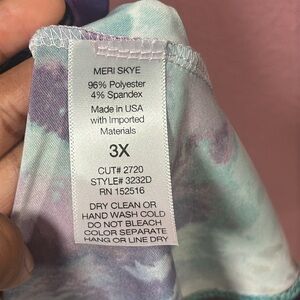 MERI SKYE
96% Polyester
4% Spandex
Made in USA
with Imported
Materials
3X
CUT# 2720
STYLE# 3232D
RN 152516
DRY CLEAN OR
HAND WASH COLD
DO NOT BLEACH
COLOR SEPARATE
HANG OR LINE DRY